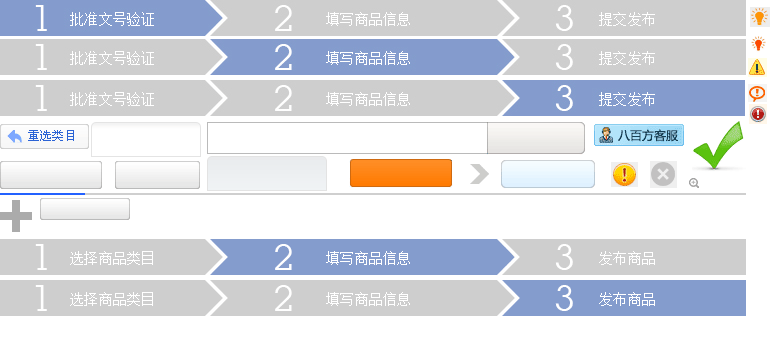 1 批准文号验证 2 填写商品信息 3 提交发布
1 批准文号验证 2 填写商品信息 3 提交发布
1 批准文号验证 2 填写商品信息 3 提交发布
重选类目 八百方客服
1 选择商品类目 2 填写商品信息 3 发布商品
1 选择商品类目 2 填写商品信息 3 发布商品